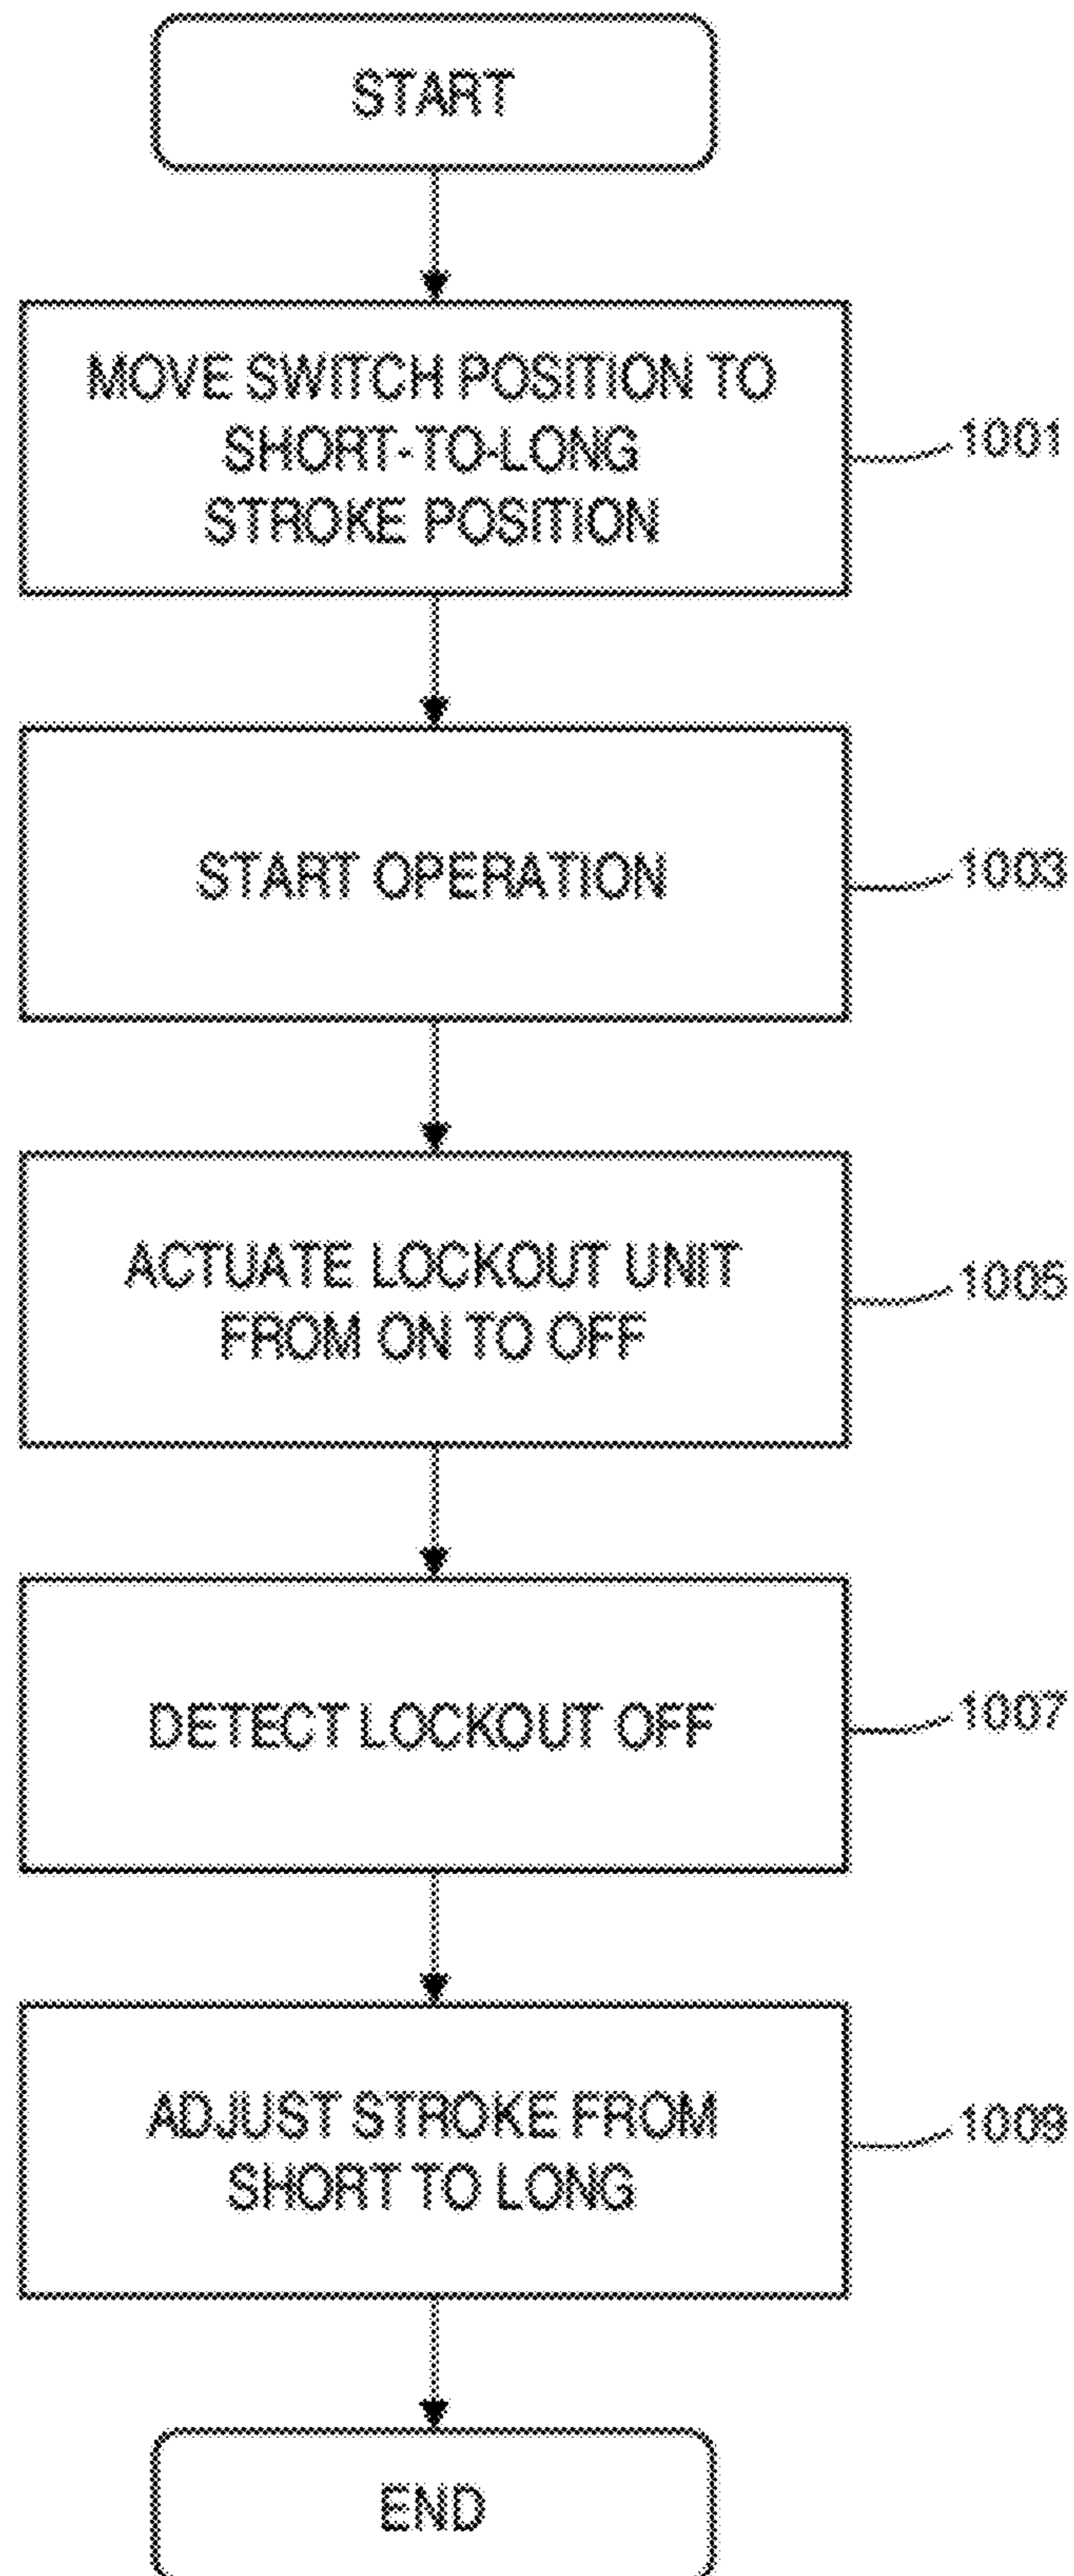 START
MOVE SWITCH POSITION TO
SHORT-TO-LONG
STROKE POSITION
1001
START OPERATION
1003
ACTUATE LOCKOUT UNIT
FROM ON TO OFF
1005
DETECT LOCKOUT OFF
1007
ADJUST STROKE FROM
SHORT TO LONG
1009
END